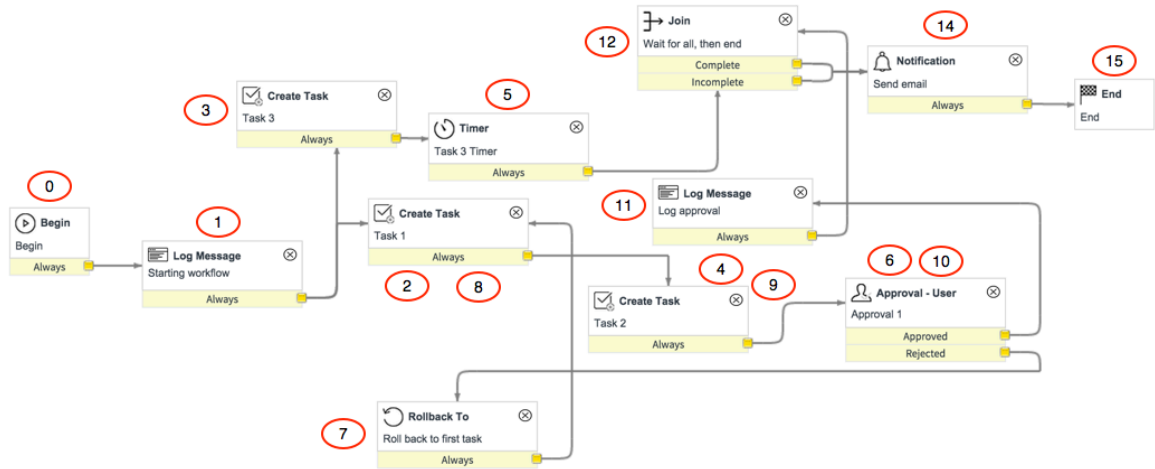 14
Join
Wait for all, then end
12
Complete
Incomplete
Notification
Send email
Always
15
End
End
3
Create Task
Task 3
Always
5
Timer
Task 3 Timer
Always
0
Begin
Begin
Always
1
Log Message
Starting workflow
Always
Create Task
Task 1
Always
2
8
11
Log Message
Log approval
Always
4
9
Create Task
Task 2
Always
6
10
Approval - User
Approval 1
Approved
Rejected
7
Rollback To
Roll back to first task
Always